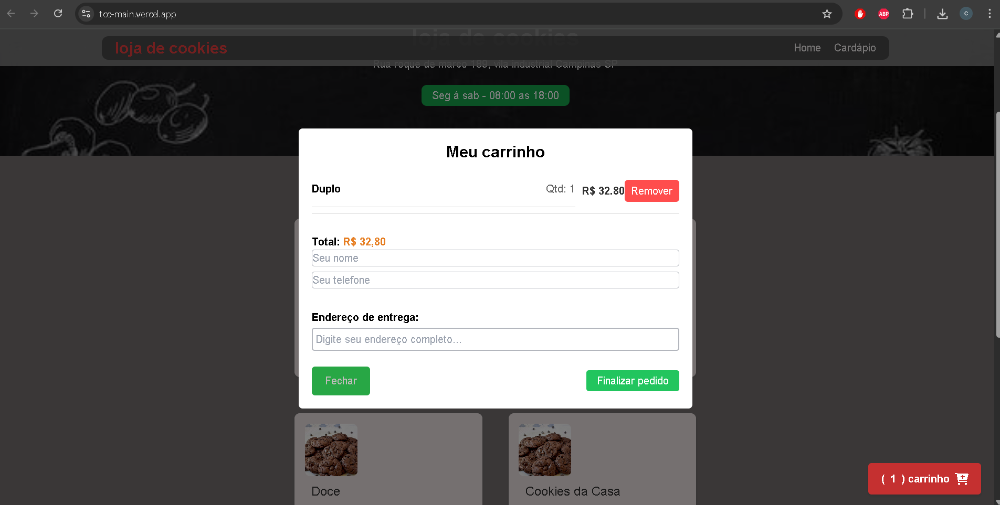 tcc-main.vercel.app
ABP
C
loja de cookies
loja de cookies
Home
Cardápio
Rua roque de marco 189, vila industrial Campinas SP
Seg á sab - 08:00 as 18:00
Meu carrinho
Duplo
Qtd: 1
R$ 32.80
Remover
Total: R$ 32,80
Seu nome
Seu telefone
Endereço de entrega:
Digite seu endereço completo...
Fechar
Finalizar pedido
Doce
Cookies da Casa
( 1 ) carrinho